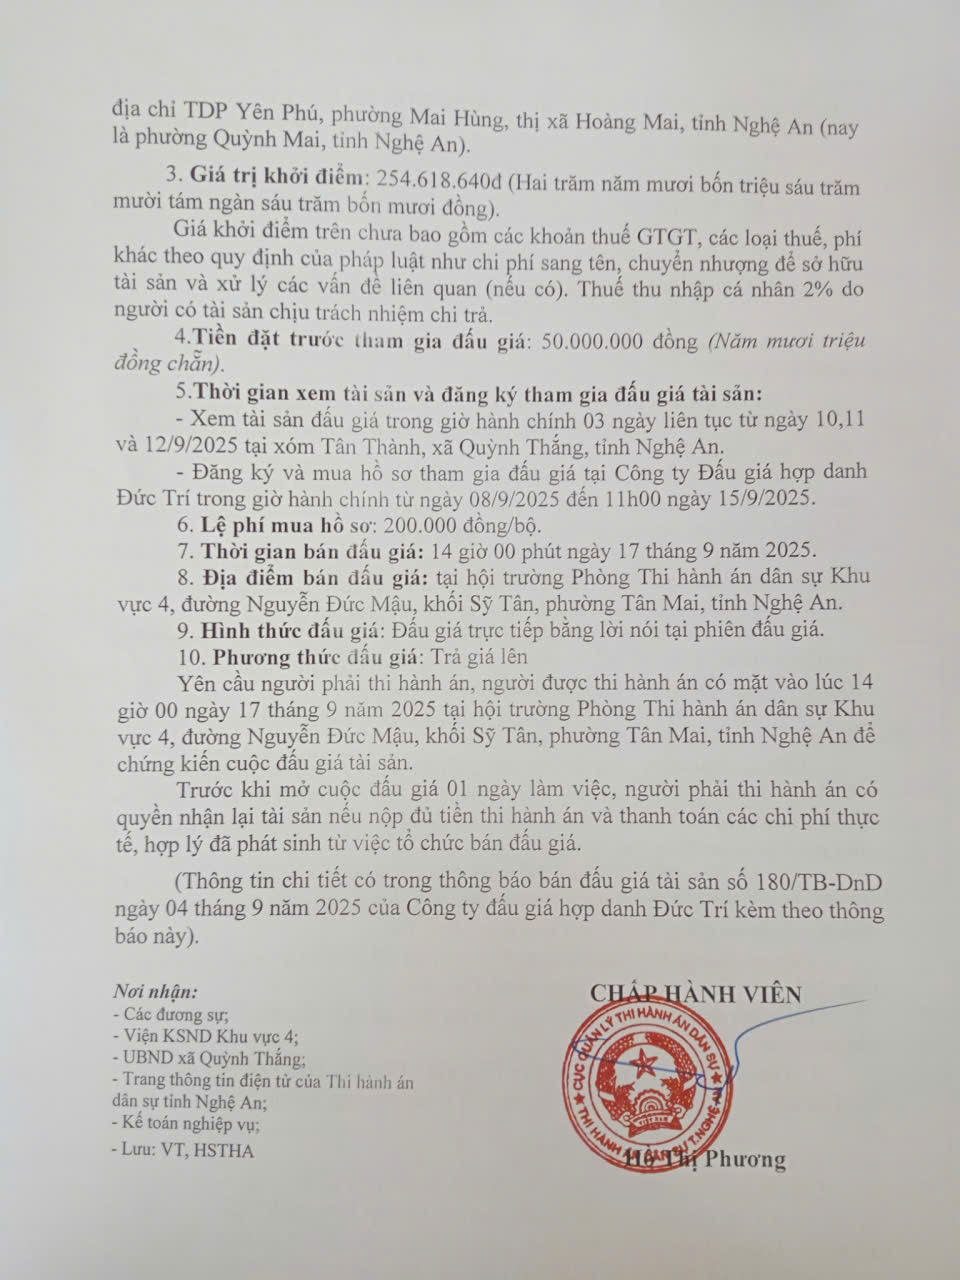 địa chỉ TDP Yên Phú, phường Mai Hùng, thị xã Hoàng Mai, tỉnh Nghệ An (nay
là phường Quỳnh Mai, tỉnh Nghệ An).
3. Giá trị khởi điểm: 254.618.640đ (Hai trăm năm mươi bốn triệu sáu trăm
mười tám ngàn sáu trăm bốn mươi đồng).
Giá khởi điểm trên chưa bao gồm các khoản thuế GTGT, các loại thuế, phí
khác theo quy định của pháp luật như chi phí sang tên, chuyển nhượng để sở hữu
tài sản và xử lý các vấn đề liên quan (nếu có). Thuế thu nhập cá nhân 2% do
người có tài sản chịu trách nhiệm chi trả.
4.Tiền đặt trước tham gia đấu giá: 50.000.000 đồng (Năm mươi triệu
đồng chẵn).
5.Thời gian xem tài sản và đăng ký tham gia đấu giá tài sản:
- Xem tài sản đấu giá trong giờ hành chính 03 ngày liên tục từ ngày 10,11
và 12/9/2025 tại xóm Tân Thành, xã Quỳnh Thắng, tỉnh Nghệ An.
- Đăng ký và mua hồ sơ tham gia đấu giá tại Công ty Đấu giá hợp danh
Đức Trí trong giờ hành chính từ ngày 08/9/2025 đến 11h00 ngày 15/9/2025.
6. Lệ phí mua hồ sơ: 200.000 đồng/bộ.
7. Thời gian bán đấu giá: 14 giờ 00 phút ngày 17 tháng 9 năm 2025.
8. Địa điểm bán đấu giá: tại hội trường Phòng Thi hành án dân sự Khu
vực 4, đường Nguyễn Đức Mậu, khối Sỹ Tân, phường Tân Mai, tỉnh Nghệ An.
9. Hình thức đấu giá: Đấu giá trực tiếp bằng lời nói tại phiên đấu giá.
10. Phương thức đấu giá: Trả giá lên
Yên cầu người phải thi hành án, người được thi hành án có mặt vào lúc 14
giờ 00 ngày 17 tháng 9 năm 2025 tại hội trường Phòng Thi hành án dân sự Khu
vực 4, đường Nguyễn Đức Mậu, khối Sỹ Tân, phường Tân Mai, tỉnh Nghệ An để
chứng kiến cuộc đấu giá tài sản.
Trước khi mở cuộc đấu giá 01 ngày làm việc, người phải thi hành án có
quyền nhận lại tài sản nếu nộp đủ tiền thi hành án và thanh toán các chi phí thực
tế, hợp lý đã phát sinh từ việc tổ chức bán đấu giá.
(Thông tin chi tiết có trong thông báo bán đấu giá tài sản số 180/TB-DnD
ngày 04 tháng 9 năm 2025 của Công ty đấu giá hợp danh Đức Trí kèm theo thông
báo này).
Nơi nhận:
- Các đương sự;
- Viện KSND Khu vực 4;
- UBND xã Quỳnh Thắng;
- Trang thông tin điện tử của Thi hành án
dân sự tỉnh Nghệ An;
- Kế toán nghiệp vụ;
- Lưu: VT, HSTHA
CHẤP HÀNH VIÊN
CỤC QUẢN LÝ THI HÀNH ÁN DÂN SỰ
THI HÀNH ÁN DÂN SỰ T.NGHỆ AN
VIỆT NAM
Hồ Thị Phương